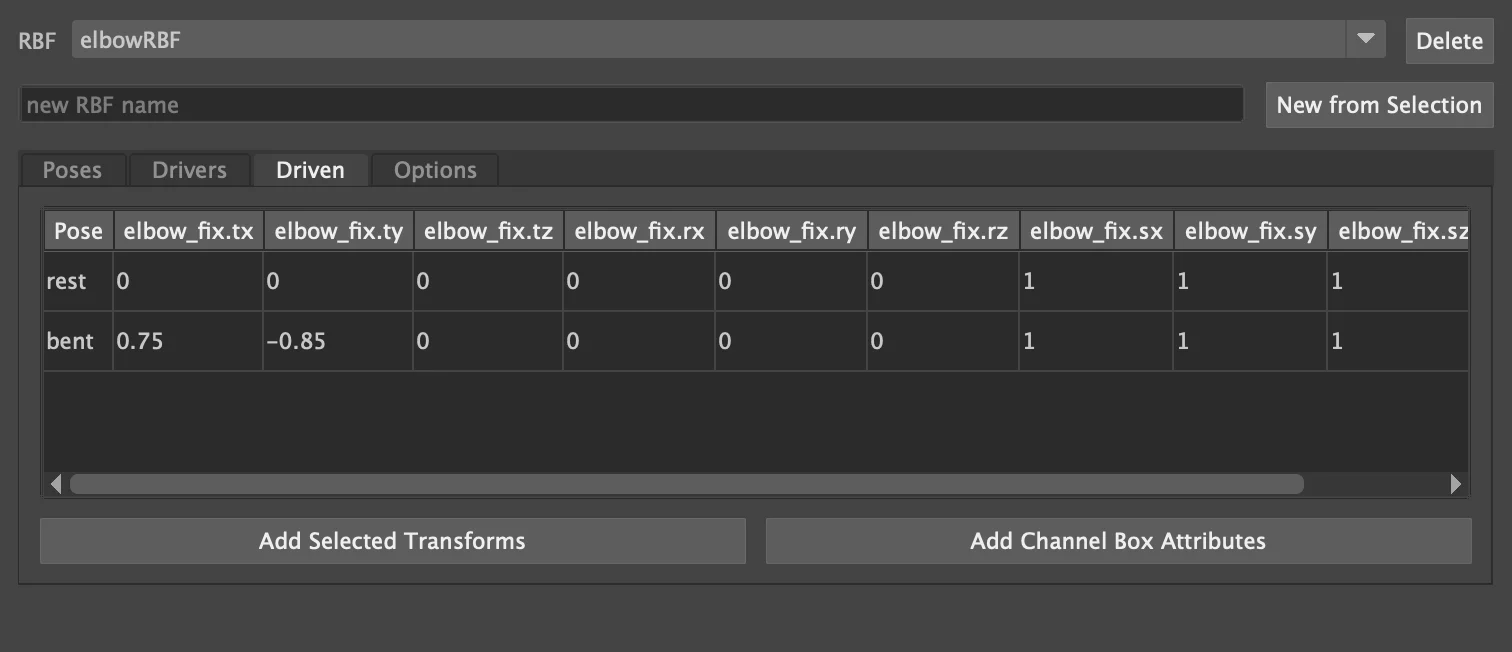 RBF elbowRBF Delete
new RBF name New from Selection
Poses Drivers Driven Options
Pose elbow_fix.tx elbow_fix.ty elbow_fix.tz elbow_fix.rx elbow_fix.ry elbow_fix.rz elbow_fix.sx elbow_fix.sy elbow_fix.sz
rest 0 0 0 0 0 0 1 1 1
bent 0.75 -0.85 0 0 0 0 1 1 1
Add Selected Transforms Add Channel Box Attributes